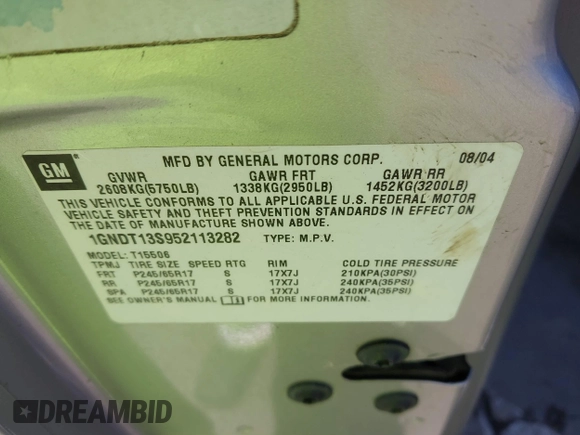 GM
MFD BY GENERAL MOTORS CORP. 08/04
GVWR GAWR FRT GAWR RR
2608KG(5750LB) 1338KG(2950LB) 1452KG(3200LB)
THIS VEHICLE CONFORMS TO ALL APPLICABLE U.S. FEDERAL MOTOR
VEHICLE SAFETY AND THEFT PREVENTION STANDARDS IN EFFECT ON
THE DATE OF MANUFACTURE SHOWN ABOVE.
1GNDT13S952113282 TYPE: M.P.V.
MODEL: T15506
TPMJ TIRE SIZE SPEED RTG RIM COLD TIRE PRESSURE
FRT P245/65R17 S 17X7J 210KPA(30PSI)
RR P245/65R17 S 17X7J 240KPA(35PSI)
SPA P245/65R17 S 17X7J 240KPA(35PSI)
SEE OWNER'S MANUAL FOR MORE INFORMATION.
DREAMBID